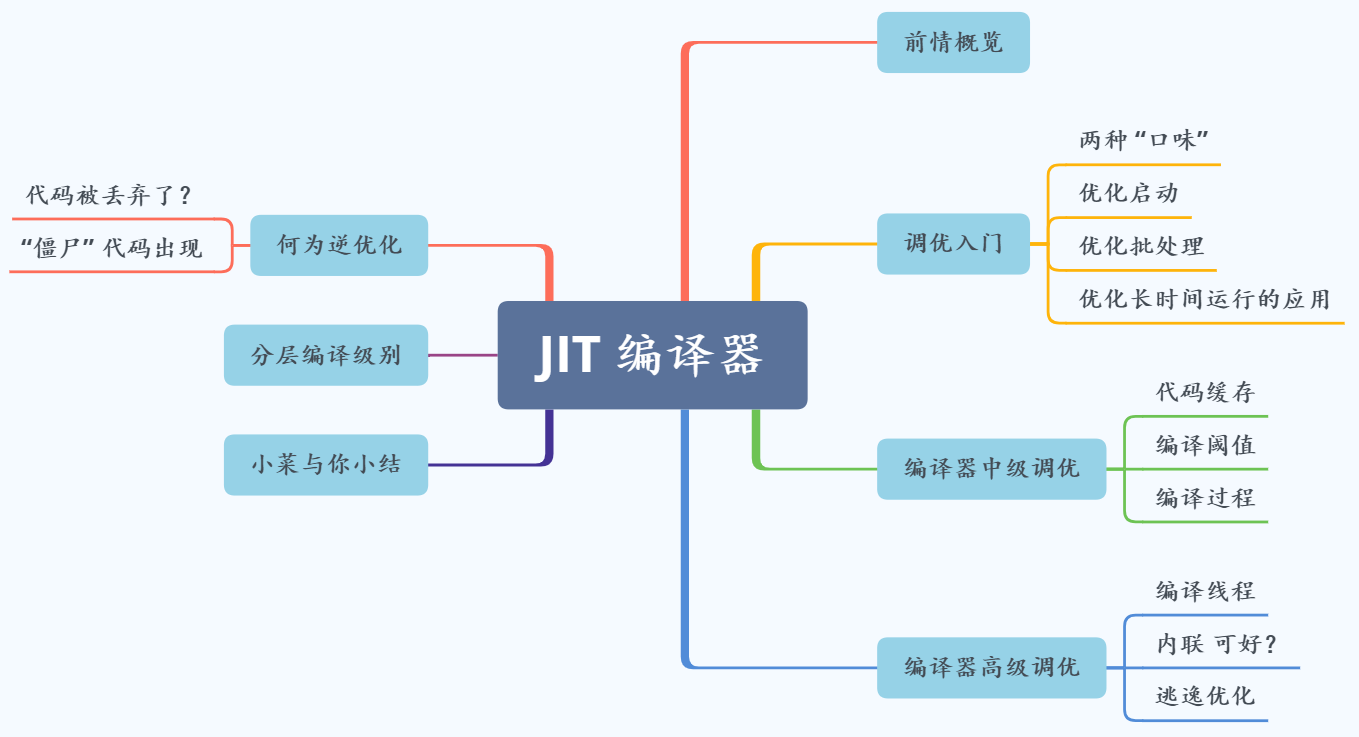 JIT 编译器
前情概览
调优入门
两种“口味”
优化启动
优化批处理
优化长时间运行的应用
编译器中级调优
代码缓存
编译阈值
编译过程
编译器高级调优
编译线程
内联 可好？
逃逸优化
何为逆优化
代码被丢弃了？
“僵尸”代码出现
分层编译级别
小菜与你小结